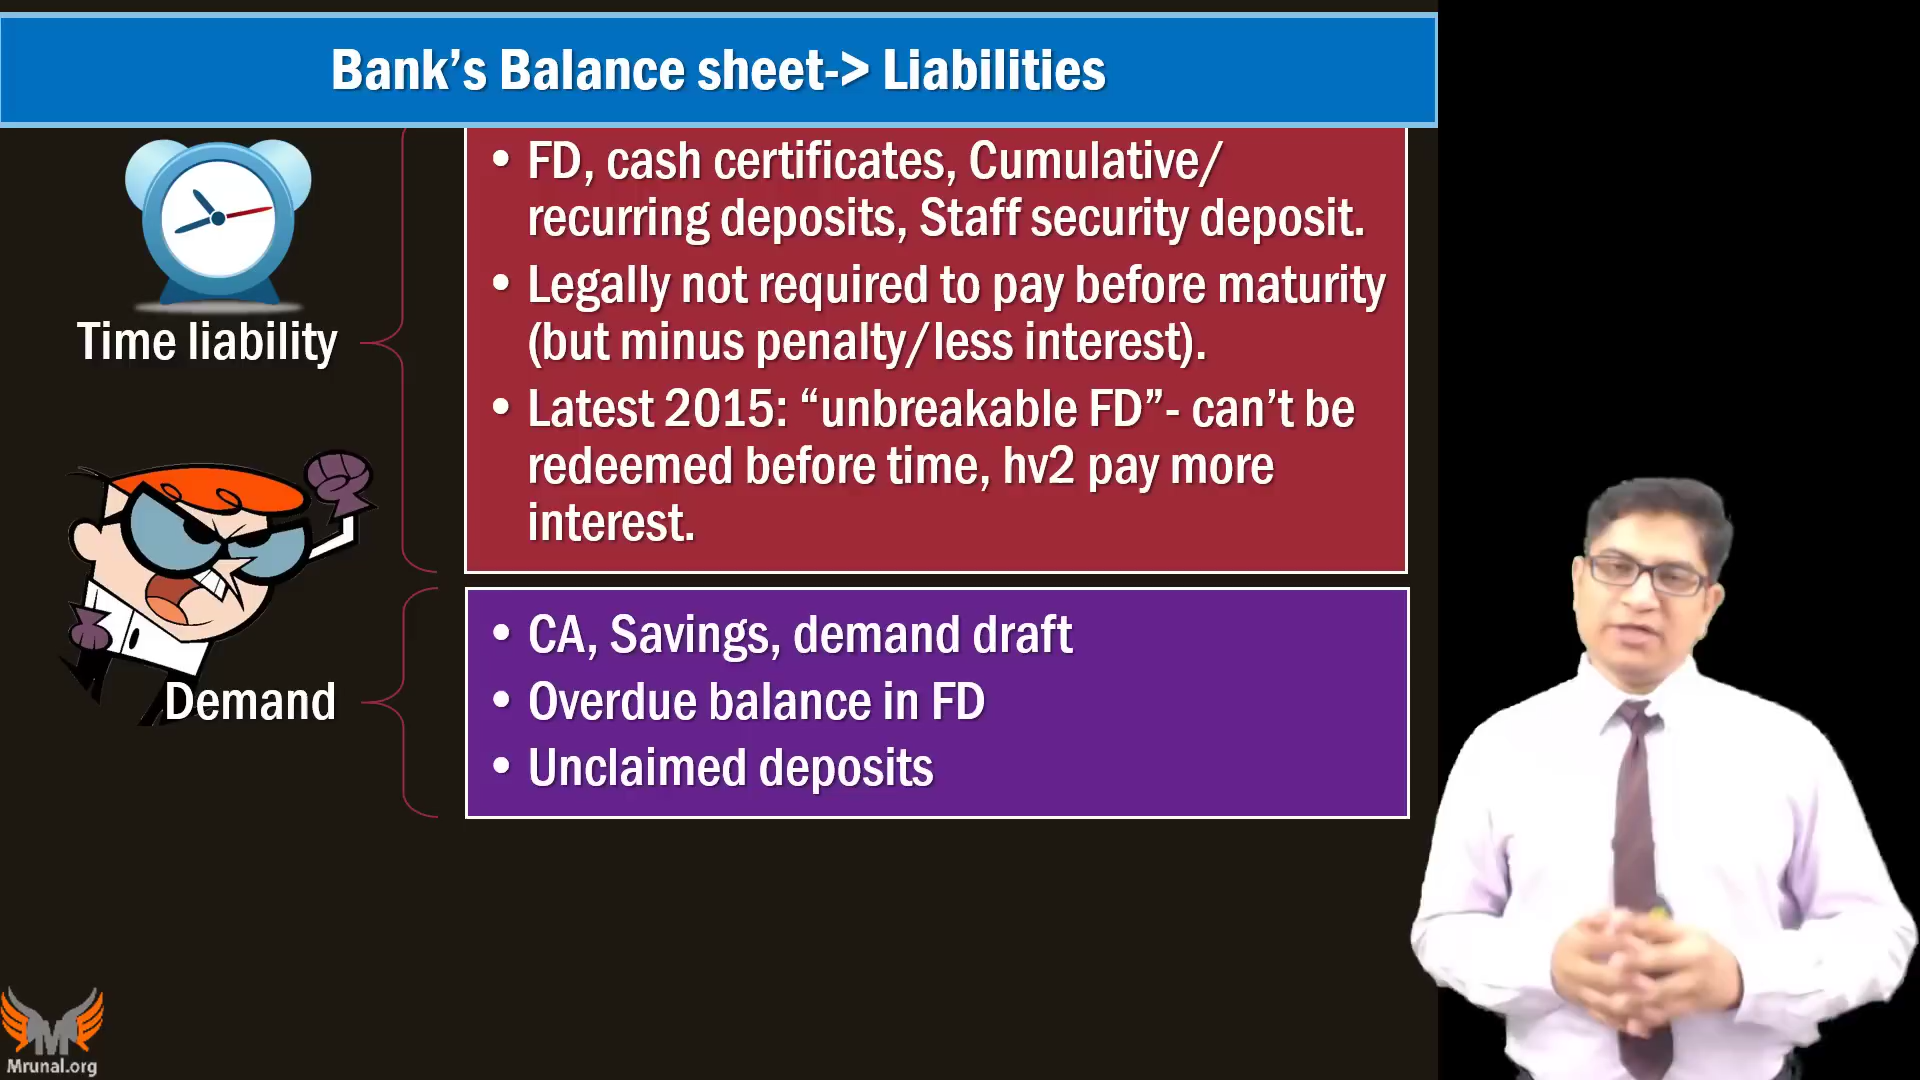 Bank’s Balance sheet-> Liabilities
Time liability
• FD, cash certificates, Cumulative/
recurring deposits, Staff security deposit.
• Legally not required to pay before maturity
(but minus penalty/less interest).
• Latest 2015: “unbreakable FD”- can’t be
redeemed before time, hv2 pay more
interest.
Demand
• CA, Savings, demand draft
• Overdue balance in FD
• Unclaimed deposits
M
Mrunal.org